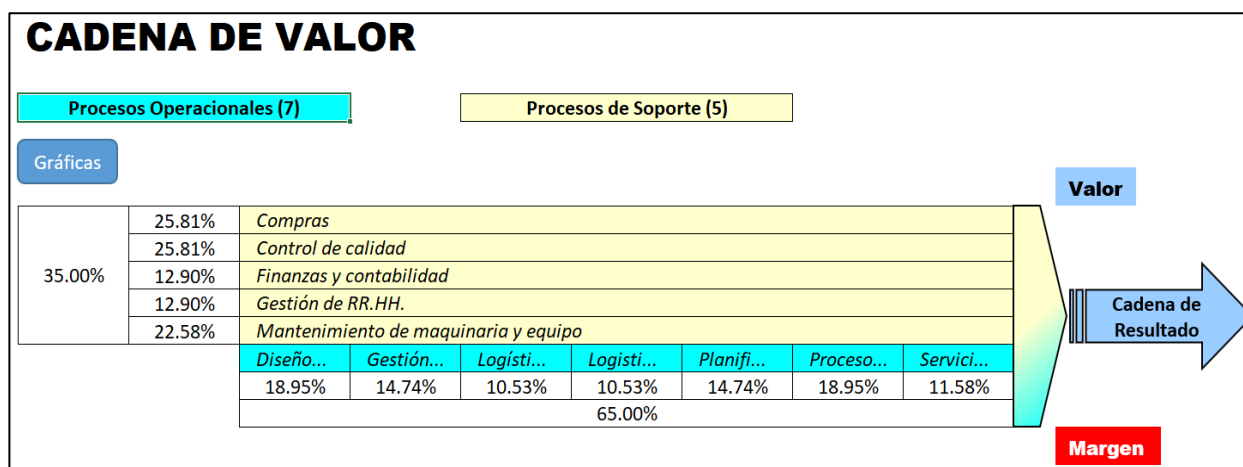 CADENA DE VALOR
Procesos Operacionales (7)
Procesos de Soporte (5)
Gráficas
Valor
35.00%
25.81% Compras
25.81% Control de calidad
12.90% Finanzas y contabilidad
12.90% Gestión de RR.HH.
22.58% Mantenimiento de maquinaria y equipo
Diseño... Gestión... Logísti... Logisti... Planifi... Proceso... Servici...
18.95% 14.74% 10.53% 10.53% 14.74% 18.95% 11.58%
65.00%
Cadena de
Resultado
Margen